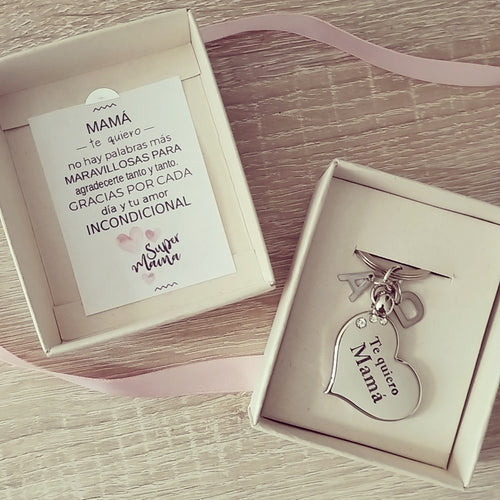 MAMÁ
te quiero
no hay palabras más
MARAVILLOSAS PARA
agradecerte tanto y tanto.
GRACIAS POR CADA
día y tu amor
INCONDICIONAL
Super
Mamá
A D
Te quiero
Mamá